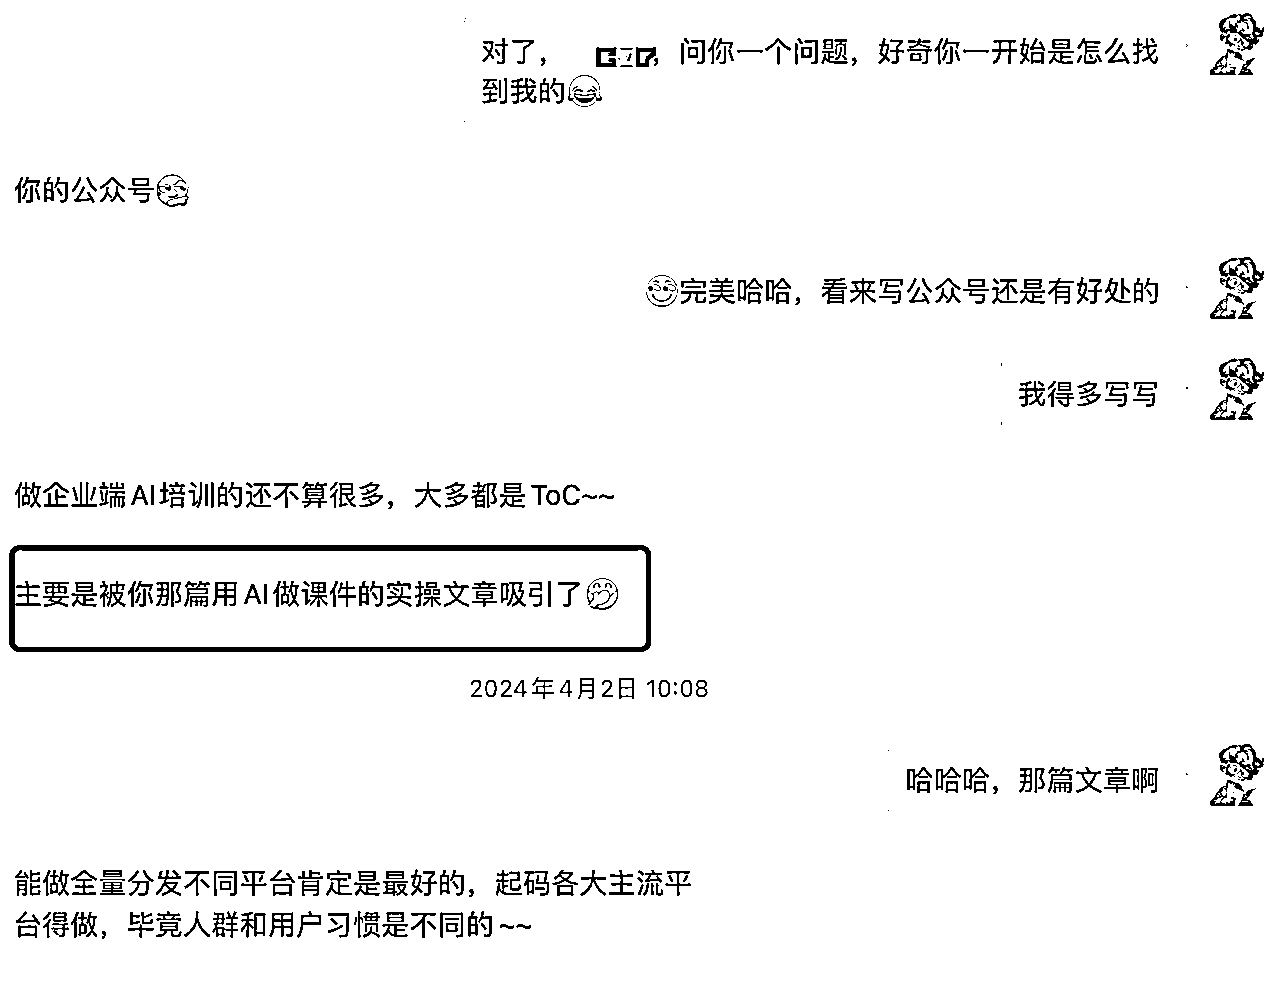 对了，，问你一个问题，好奇你一开始是怎么找
到我的
你的公众号
完美哈哈，看来写公众号还是有好处的
我得多写写
做企业端AI培训的还不算很多，大多都是ToC~~
主要是被你那篇用AI做课件的实操文章吸引了
2024年4月2日 10:08
哈哈哈，那篇文章啊
能做全量分发不同平台肯定是最好的，起码各大主流平
台得做，毕竟人群和用户习惯是不同的~~